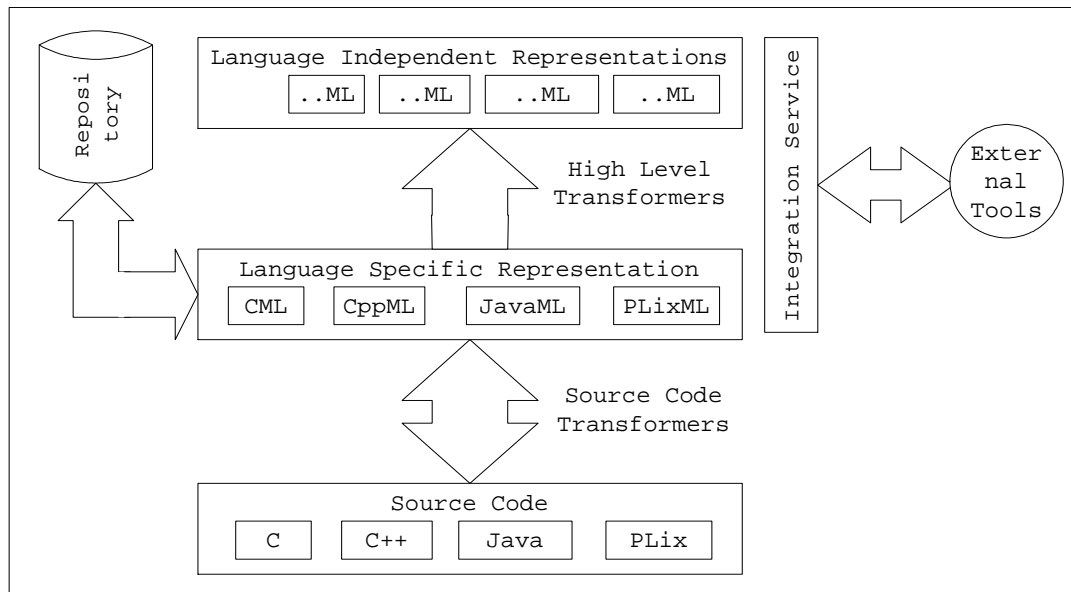 Reposi
tory
Language Independent Representations
..ML ..ML ..ML ..ML
Integration Service
Exter
nal
Tools
High Level
Transformers
Language Specific Representation
CML CppML JavaML PLixML
Source Code
Transformers
Source Code
C C++ Java PLix